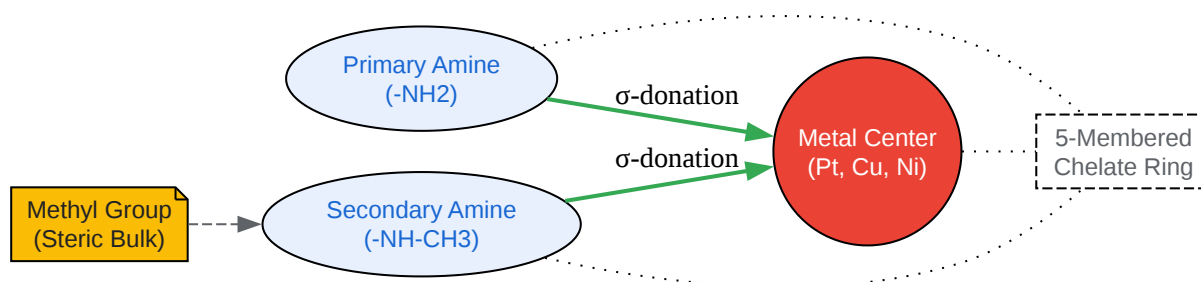 Primary Amine
(-NH2)
σ-donation
Metal Center
(Pt, Cu, Ni)
5-Membered
Chelate Ring
σ-donation
Methyl Group
(Steric Bulk)
Secondary Amine
(-NH-CH3)